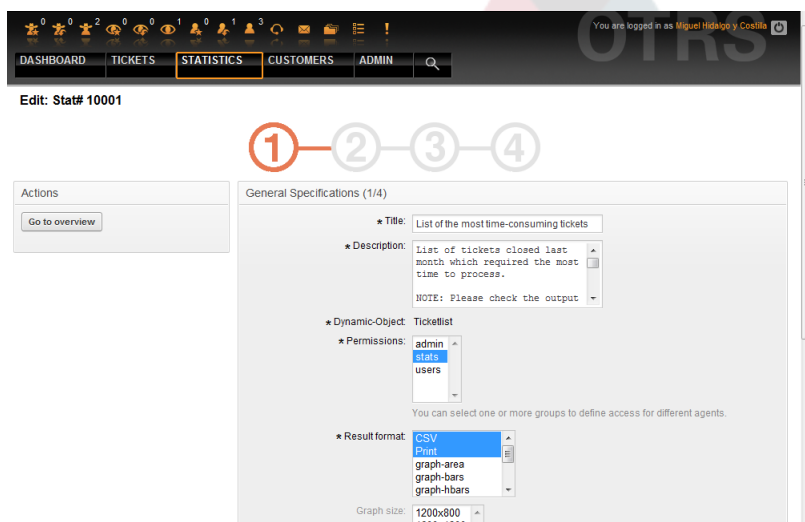 0 0 2 0 0 1 0 1 3
You are logged in as Miguel Hidalgo y Costilla
OTRS
DASHBOARD TICKETS STATISTICS CUSTOMERS ADMIN
Edit: Stat# 10001
1 2 3 4
Actions
Go to overview
General Specifications (1/4)
★ Title: List of the most time-consuming tickets
★ Description: List of tickets closed last
month which required the most
time to process.
NOTE: Please check the output
★ Dynamic-Object: Ticketlist
★ Permissions: admin
stats
users
You can select one or more groups to define access for different agents.
★ Result format: CSV
Print
graph-area
graph-bars
graph-hbars
Graph size: 1200x800